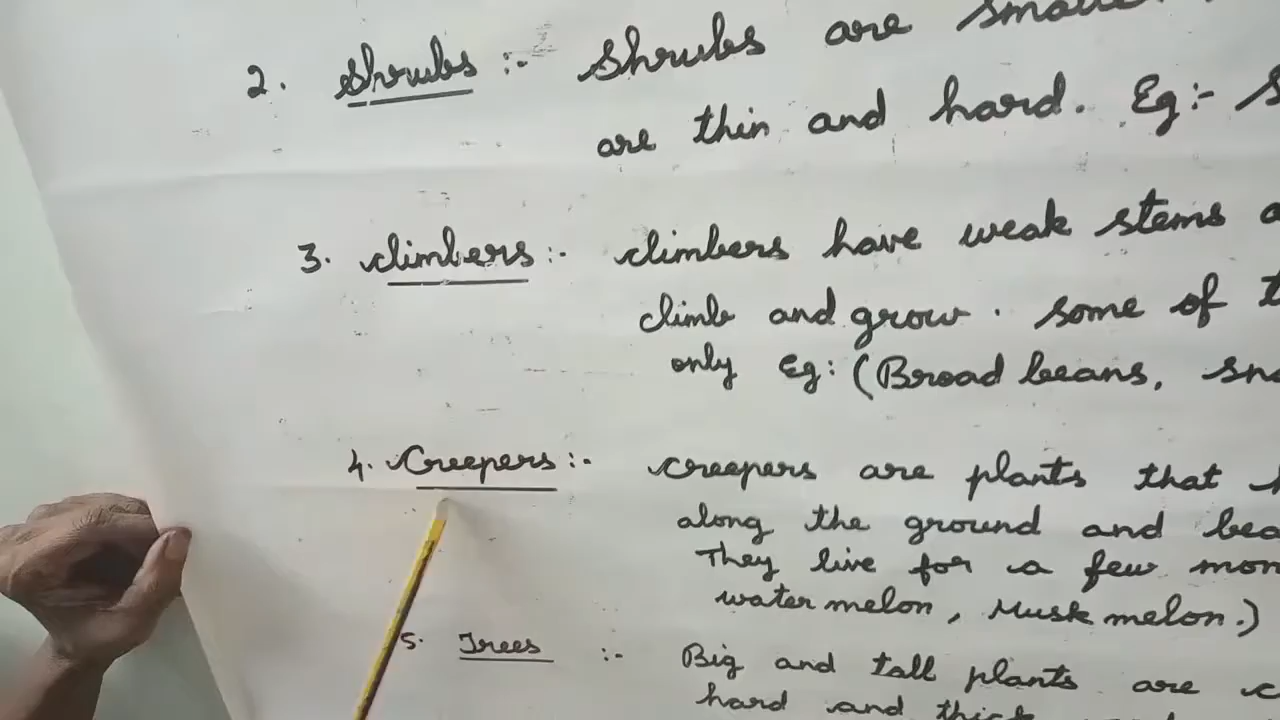 2. Shrubs :- Shrubs are
are thin and hard. Eg:-
3. climbers :- climbers have weak stems
climb and grow. some of
only Eg: (Broad beans,
4. Creepers :- creepers are plants that
along the ground and
They live for a few
water melon, Musk melon.)
5. Trees :- Big and tall plants are
hard and thick